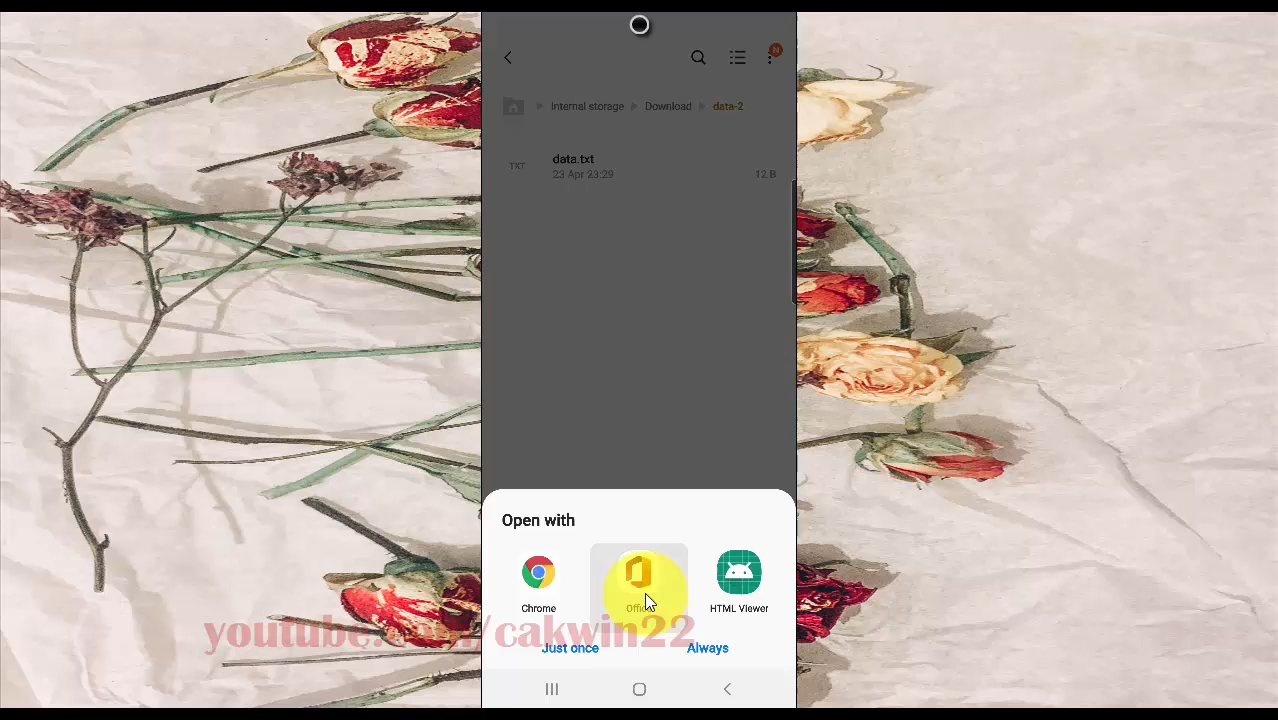 N
Internal storage Download data-2
TXT
data.txt
23 Apr 23:29
12 B
Open with
Chrome
Office
HTML Viewer
youtube.com/cakwin22
Just once
Always